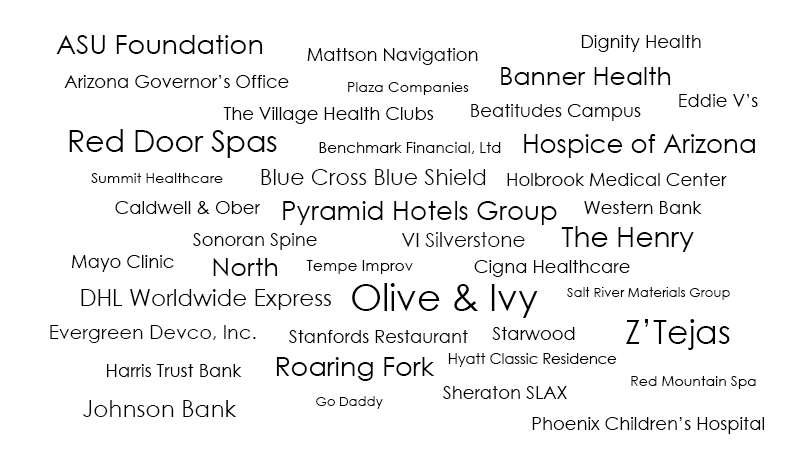 ASU Foundation
Mattson Navigation
Dignity Health
Arizona Governor's Office
Plaza Companies
Banner Health
Eddie V's
The Village Health Clubs
Beatitudes Campus
Red Door Spas
Benchmark Financial, Ltd
Hospice of Arizona
Summit Healthcare
Blue Cross Blue Shield
Holbrook Medical Center
Caldwell & Ober
Pyramid Hotels Group
Western Bank
Sonoran Spine
VI Silverstone
The Henry
Mayo Clinic
North
Tempe Improv
Cigna Healthcare
DHL Worldwide Express
Olive & Ivy
Salt River Materials Group
Evergreen Devco, Inc.
Stanfords Restaurant
Starwood
Z'Tejas
Harris Trust Bank
Roaring Fork
Hyatt Classic Residence
Red Mountain Spa
Johnson Bank
Go Daddy
Sheraton SLAX
Phoenix Children's Hospital